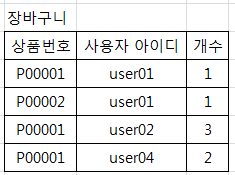 장바구니
상품번호 사용자 아이디 개수
P00001 user01 1
P00002 user01 1
P00001 user02 3
P00001 user04 2